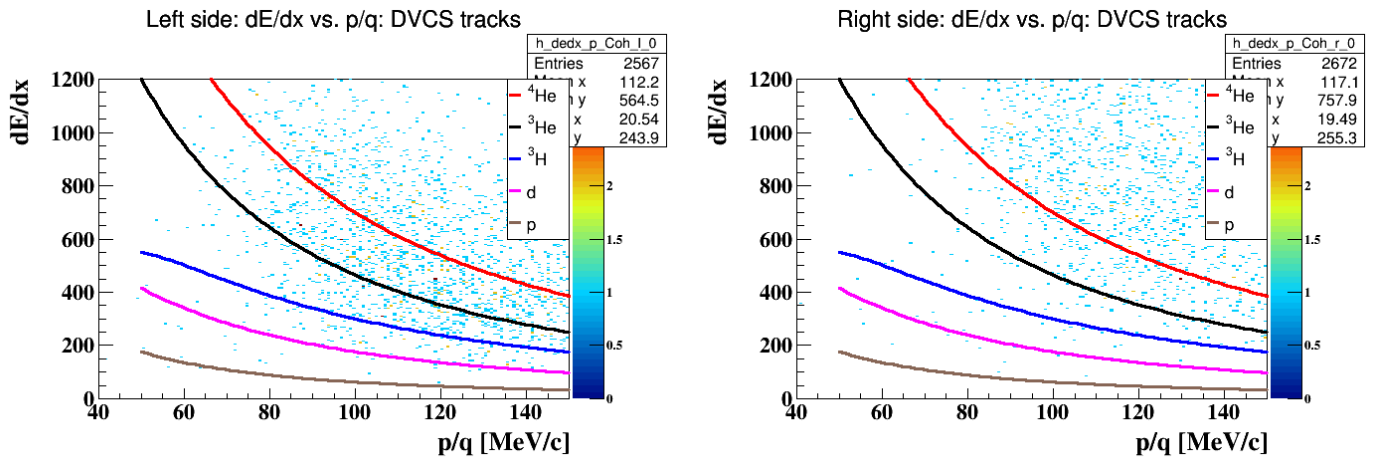 Left side: dE/dx vs. p/q: DVCS tracks
h_dedx_p_Coh_l_0
Entries 2567
Mean x 112.2
y 564.5
x 20.54
y 243.9
dE/dx
1200
1000
800
600
400
200
0
40
60
80
100
120
140
p/q [MeV/c]
⁴He
³He
³H
d
p
2
1.5
1
0.5
0
Right side: dE/dx vs. p/q: DVCS tracks
h_dedx_p_Coh_r_0
Entries 2672
Mean x 117.1
y 757.9
x 19.49
y 255.3
dE/dx
1200
1000
800
600
400
200
0
40
60
80
100
120
140
p/q [MeV/c]
⁴He
³He
³H
d
p
2
1.5
1
0.5
0